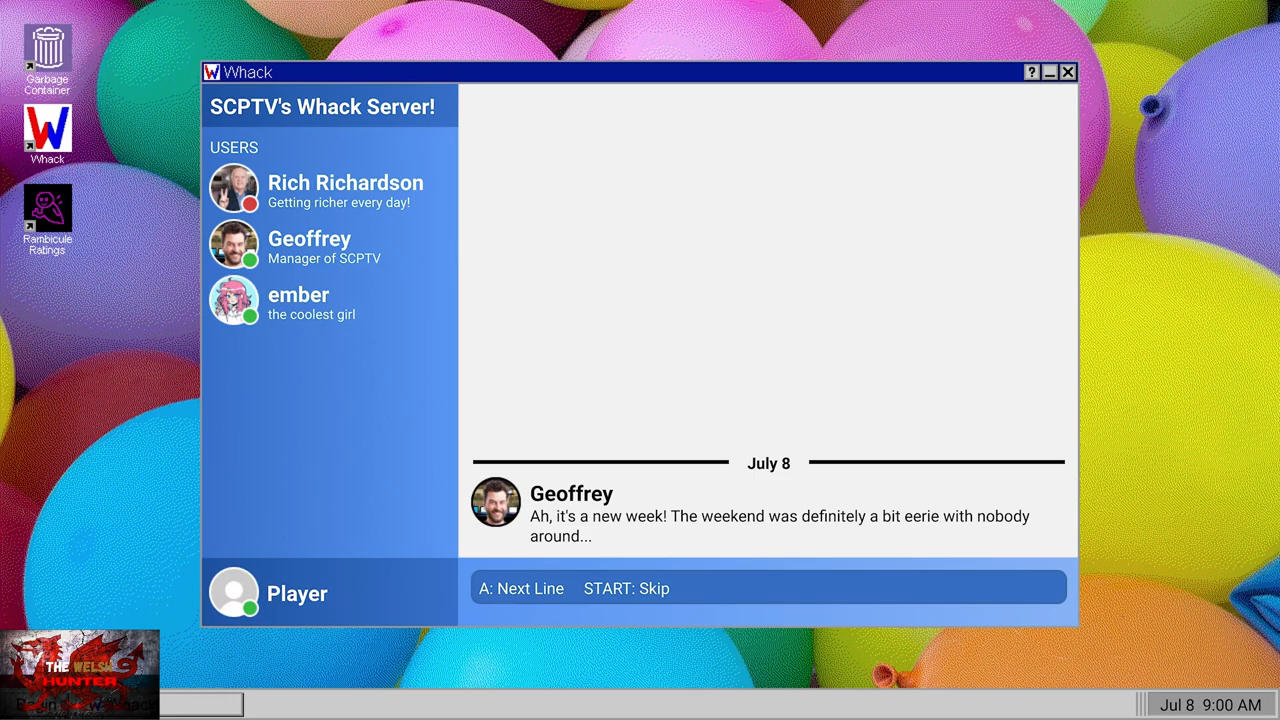 Garbage
Container
Whack
Rambicule
Ratings
Whack
SCPTV's Whack Server!
USERS
Rich Richardson
Getting richer every day!
Geoffrey
Manager of SCPTV
ember
the coolest girl
Player
July 8
Geoffrey
Ah, it's a new week! The weekend was definitely a bit eerie with nobody
around...
A: Next Line START: Skip
THE WELSH
HUNTER
Jul 8 9:00 AM